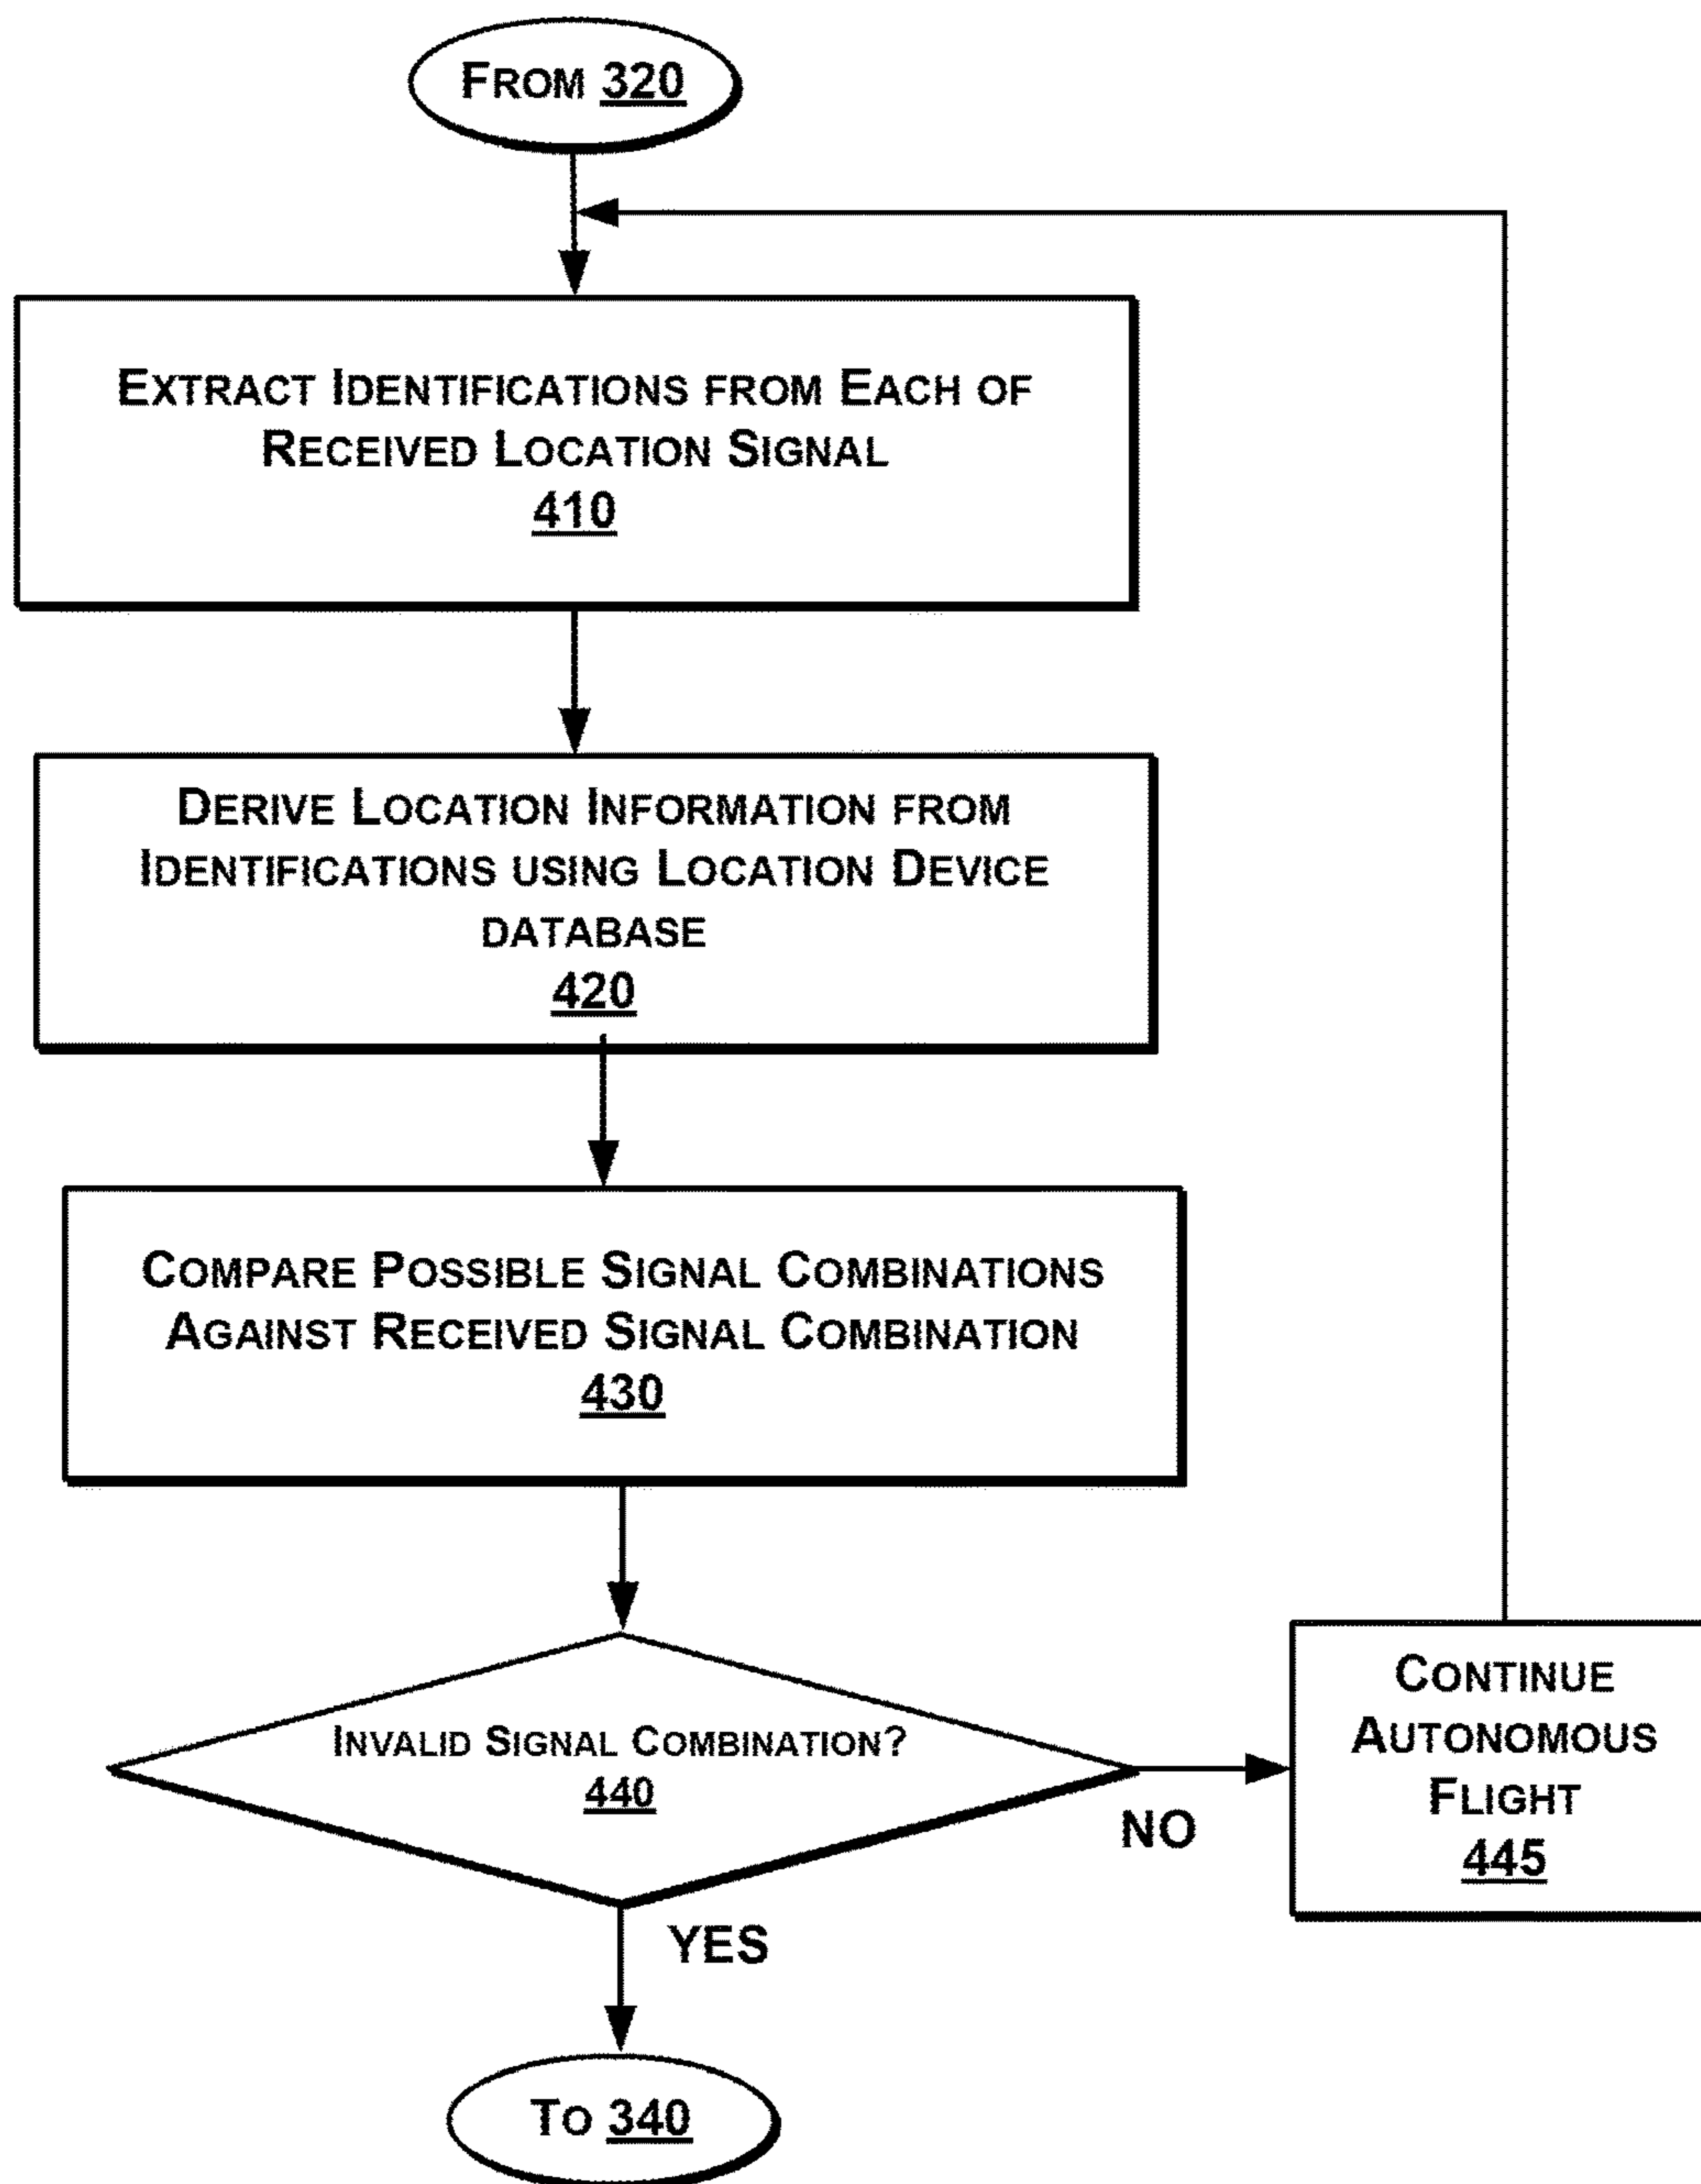 FROM 320
EXTRACT IDENTIFICATIONS FROM EACH OF
RECEIVED LOCATION SIGNAL
410
DERIVE LOCATION INFORMATION FROM
IDENTIFICATIONS USING LOCATION DEVICE
DATABASE
420
COMPARE POSSIBLE SIGNAL COMBINATIONS
AGAINST RECEIVED SIGNAL COMBINATION
430
INVALID SIGNAL COMBINATION?
440
NO
CONTINUE
AUTONOMOUS
FLIGHT
445
YES
TO 340